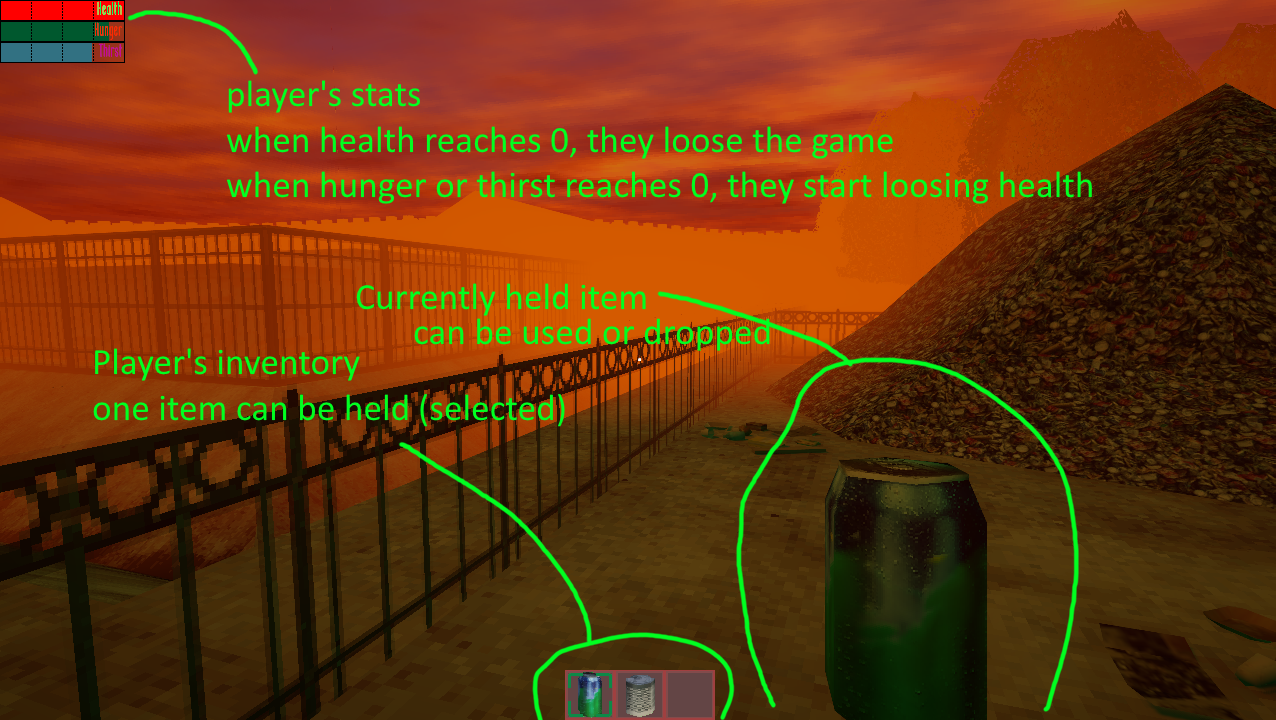 Health
Hunger
Thirst
player's stats
when health reaches 0, they loose the game
when hunger or thirst reaches 0, they start loosing health
Currently held item
can be used or dropped
Player's inventory
one item can be held (selected)